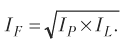 I_F = √(I_P × I_L).